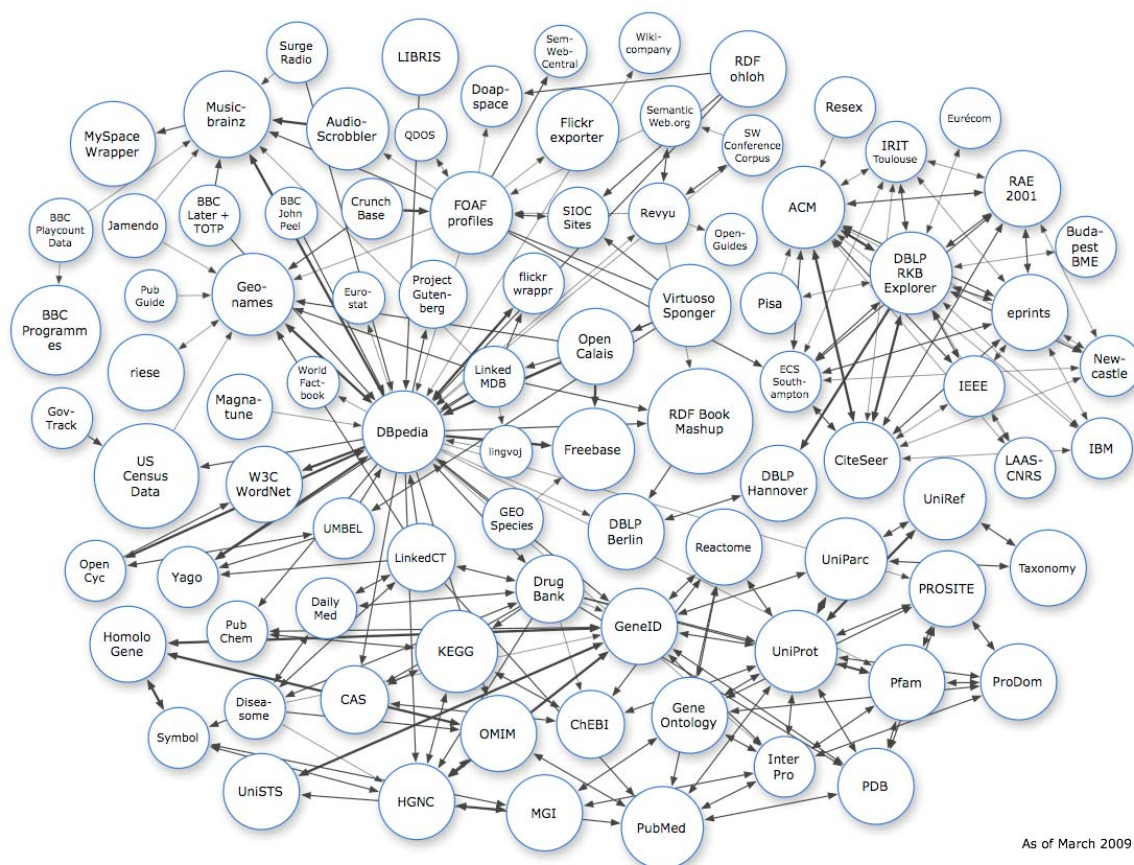 Surge
Radio
LIBRIS
Sem-
Web-
Central
Wiki-
company
RDF
ohloh
Doap-
space
Music-
brainz
Audio-
Scrobbler
QDOS
Flickr
exporter
Semantic
Web.org
SW
Conference
Corpus
Resex
Eurécom
IRIT
Toulouse
MySpace
Wrapper
RAE
2001
ACM
BBC
Playcount
Data
Jamendo
BBC
Later +
TOTP
BBC
John
Peel
Crunch
Base
FOAF
profiles
SIOC
Sites
Revyu
Open-
Guides
DBLP
RKB
Explorer
Buda-
pest
BME
Pub
Guide
Geo-
names
Euro-
stat
Project
Guten-
berg
flickr
wrappr
Virtuoso
Sponger
Pisa
eprints
BBC
Programm
es
riese
World
Fact-
book
Linked
MDB
Open
Calais
ECS
South-
ampton
IEEE
New-
castle
Gov-
Track
Magna-
tune
DBpedia
RDF Book
Mashup
US
Census
Data
W3C
WordNet
lingvoj
Freebase
DBLP
Hannover
CiteSeer
LAAS-
CNRS
IBM
UniRef
UMBEL
GEO
Species
DBLP
Berlin
Reactome
UniParc
Taxonomy
Open
Cyc
Yago
LinkedCT
Drug
Bank
PROSITE
Daily
Med
Homolo
Gene
Pub
Chem
KEGG
GeneID
UniProt
Pfam
ProDom
Disea-
some
CAS
ChEBI
Gene
Ontology
Symbol
OMIM
Inter
Pro
UniSTS
HGNC
MGI
PubMed
PDB
As of March 2009